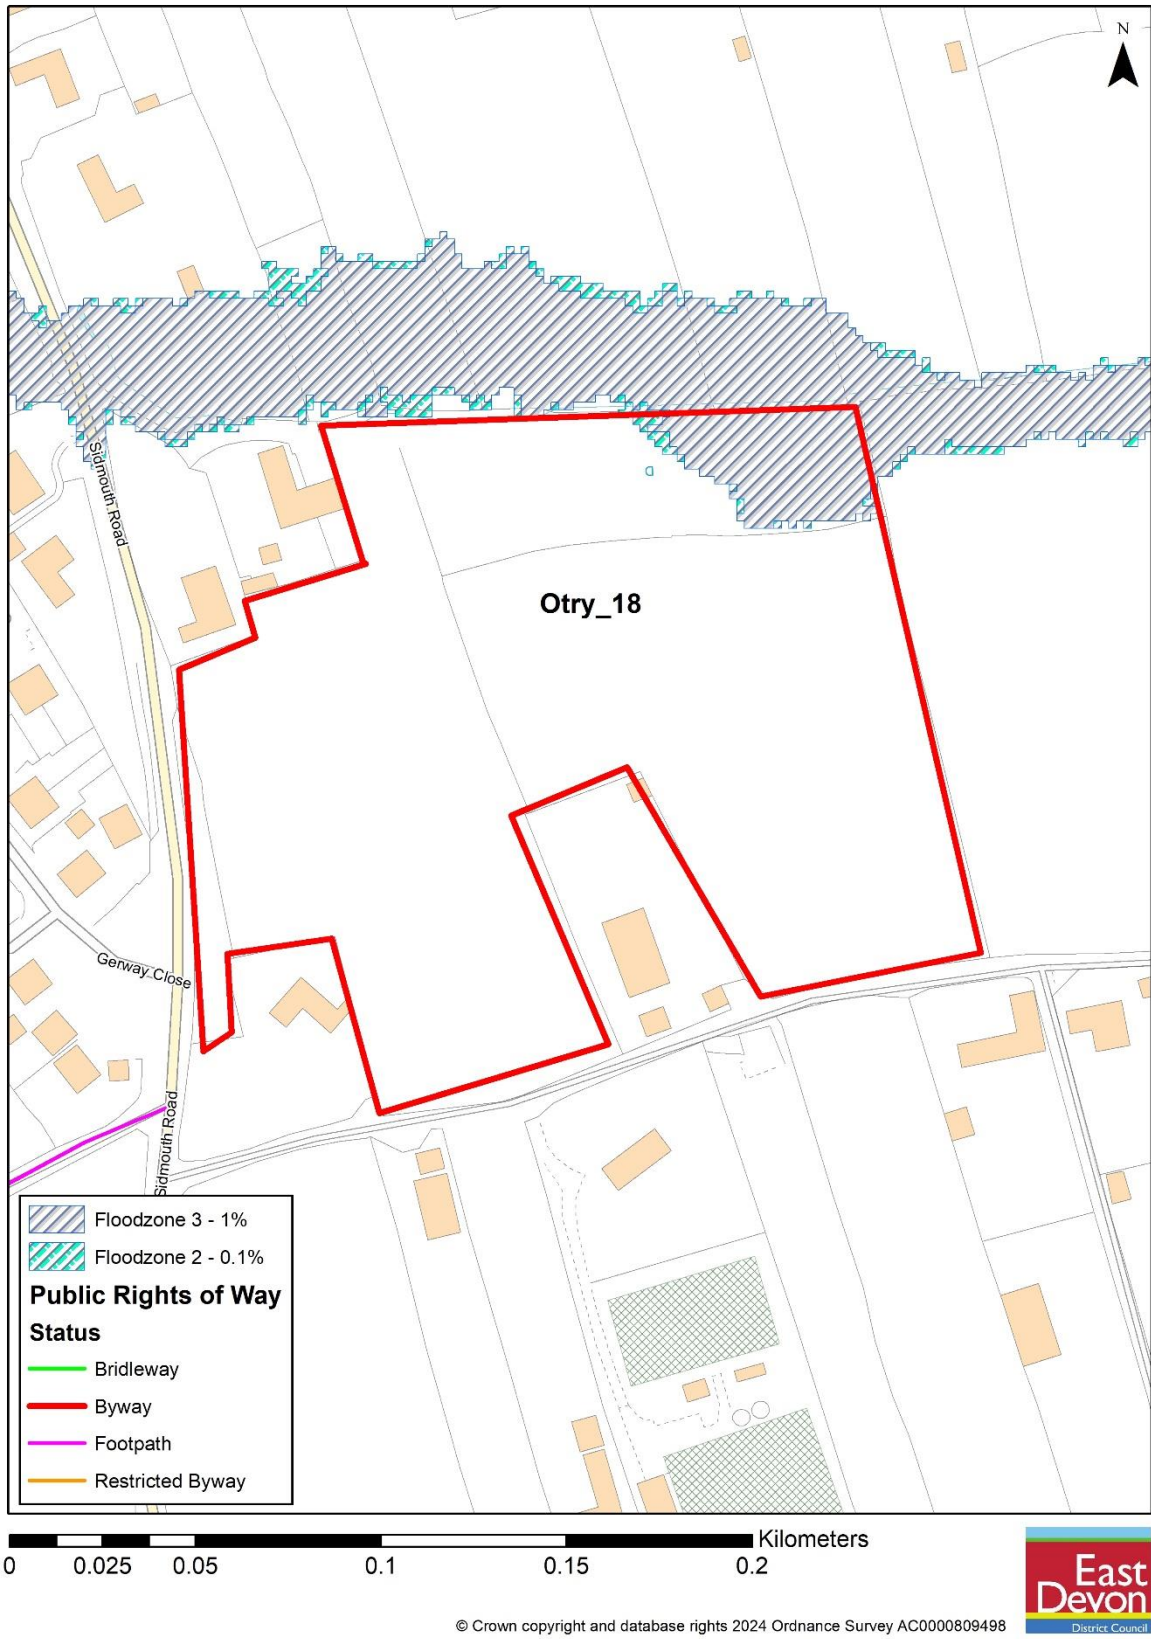 N
Sidmouth Road
Otry_18
Gerway Close
Sidmouth Road
Floodzone 3 - 1%
Floodzone 2 - 0.1%
Public Rights of Way
Status
Bridleway
Byway
Footpath
Restricted Byway
Kilometers
0 0.025 0.05 0.1 0.15 0.2
East
Devon
District Council
© Crown copyright and database rights 2024 Ordnance Survey AC0000809498